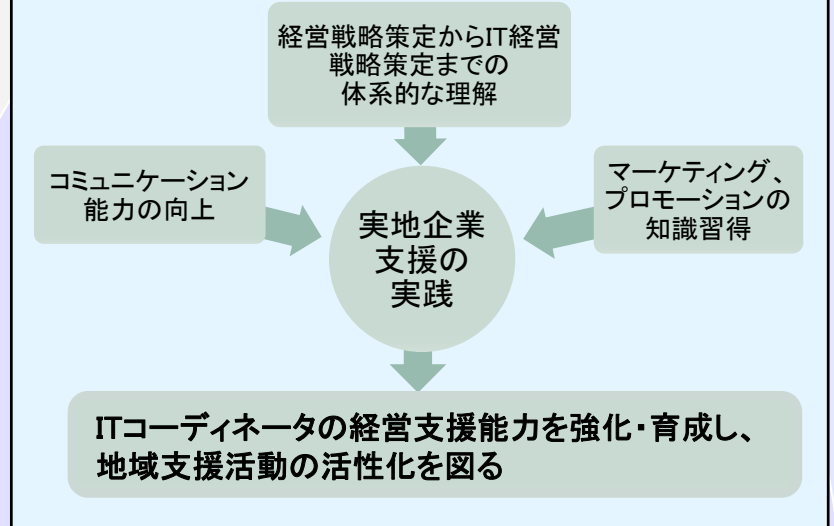 経営戦略策定からIT経営
戦略策定までの
体系的な理解
コミュニケーション
能力の向上
マーケティング、
プロモーションの
知識習得
実地企業
支援の
実践
ITコーディネータの経営支援能力を強化・育成し、
地域支援活動の活性化を図る